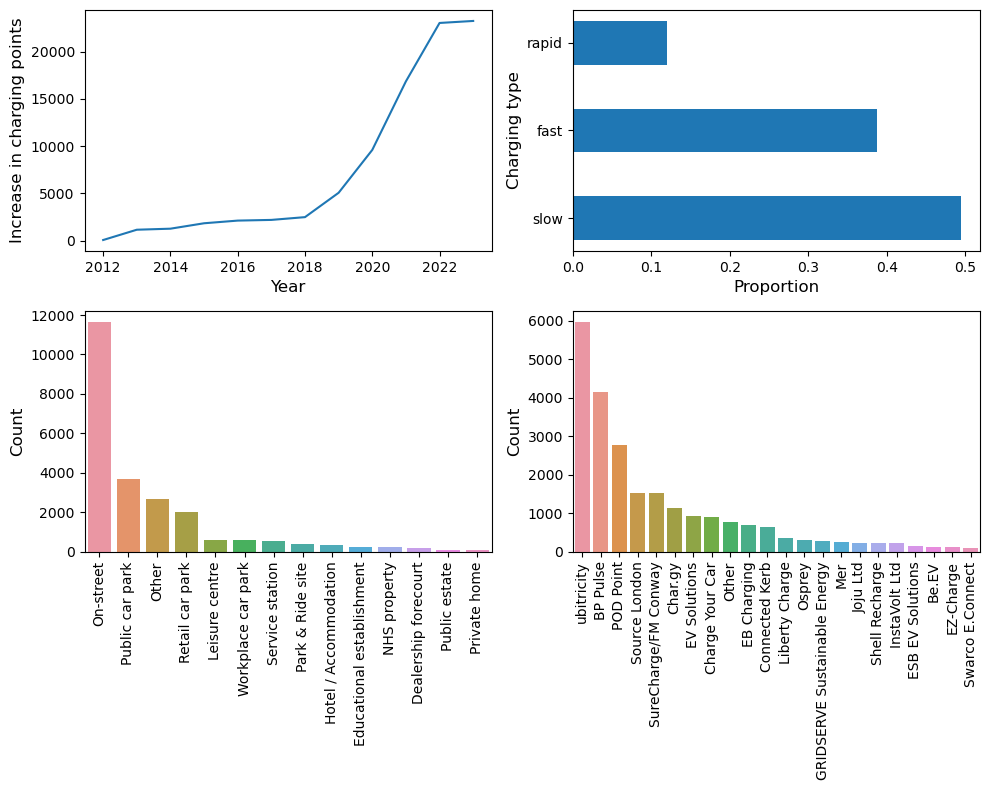 Increase in charging points
20000
15000
10000
5000
0
2012 2014 2016 2018 2020 2022
Year
Charging type
rapid
fast
slow
0.0 0.1 0.2 0.3 0.4 0.5
Proportion
Count
12000
10000
8000
6000
4000
2000
0
On-street
Public car park
Other
Retail car park
Leisure centre
Workplace car park
Service station
Park & Ride site
Hotel / Accommodation
Educational establishment
NHS property
Dealership forecourt
Public estate
Private home
Count
6000
5000
4000
3000
2000
1000
0
ubitricity
BP Pulse
POD Point
Source London
SureCharge/FM Conway
Char.gy
EV Solutions
Charge Your Car
Other
EB Charging
Connected Kerb
Liberty Charge
Osprey
GRIDSERVE Sustainable Energy
Mer
Joju Ltd
Shell Recharge
InstaVolt Ltd
ESB EV Solutions
Be.EV
EZ-Charge
Swarco E.Connect